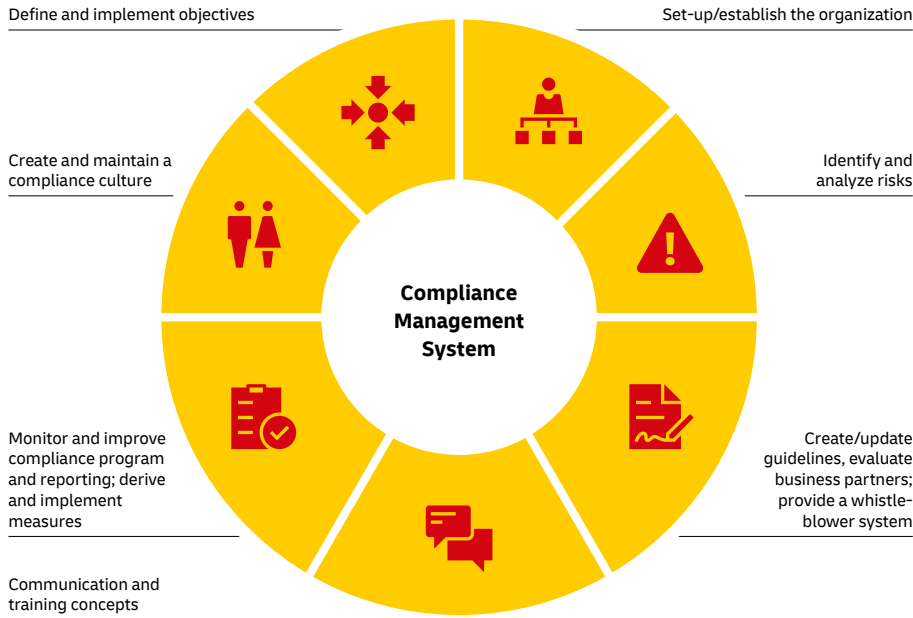 Define and implement objectives
Set-up/establish the organization
Create and maintain a
compliance culture
Identify and
analyze risks
Compliance
Management
System
Monitor and improve
compliance program
and reporting; derive
and implement
measures
Create/update
guidelines, evaluate
business partners;
provide a whistle-
blower system
Communication and
training concepts